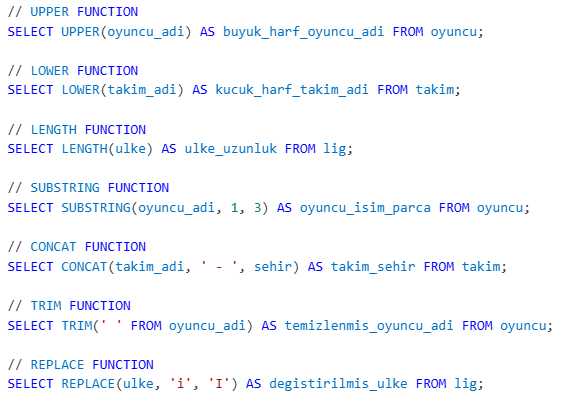 // UPPER FUNCTION
SELECT UPPER(oyuncu_adi) AS buyuk_harf_oyuncu_adi FROM oyuncu;
// LOWER FUNCTION
SELECT LOWER(takim_adi) AS kucuk_harf_takim_adi FROM takim;
// LENGTH FUNCTION
SELECT LENGTH(ulke) AS ulke_uzunluk FROM lig;
// SUBSTRING FUNCTION
SELECT SUBSTRING(oyuncu_adi, 1, 3) AS oyuncu_isim_parca FROM oyuncu;
// CONCAT FUNCTION
SELECT CONCAT(takim_adi, ' - ', sehir) AS takim_sehir FROM takim;
// TRIM FUNCTION
SELECT TRIM(' ' FROM oyuncu_adi) AS temizlenmis_oyuncu_adi FROM oyuncu;
// REPLACE FUNCTION
SELECT REPLACE(ulke, 'i', 'I') AS degistirilmis_ulke FROM lig;